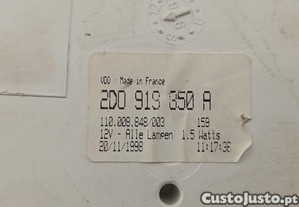 VDO - Made in France
2D0 919 850 A
110.008.848/003 159
12V - Alle Lampen 1.5 Watts
20/11/1998 11:17:36
CustoJusto.pt